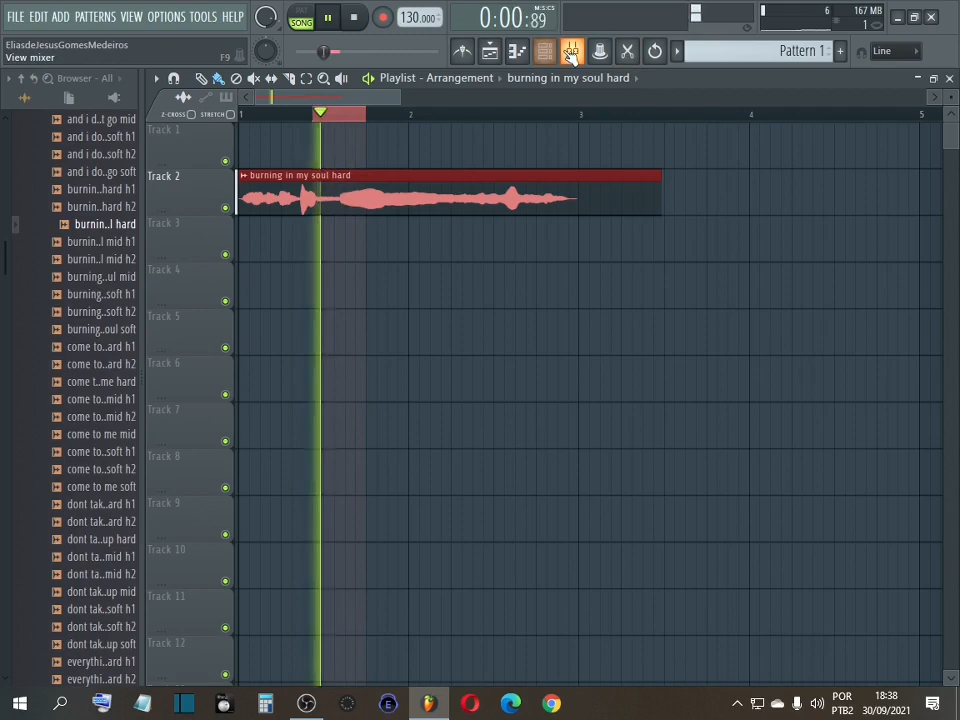 FILE EDIT ADD PATTERNS VIEW OPTIONS TOOLS HELP
PAT
SONG
130.000
M:S:CS
0:00:89
6
167 MB
1
EliasdeJesusGomesMedeiros
View mixer
F9
Pattern 1
Line
Browser - All
Playlist - Arrangement
burning in my soul hard
Z-CROSS
STRETCH
1
2
3
4
5
and i d..t go mid
and i do..soft h1
and i do..soft h2
and i do..go soft
burnin..hard h1
burnin..hard h2
burnin..l hard
burnin..l mid h1
burnin..l mid h2
burning..ul mid
burning..soft h1
burning..soft h2
burning..oul soft
come to..ard h1
come to..ard h2
come t..me hard
come to..mid h1
come to..mid h2
come to me mid
come to..soft h1
come to..soft h2
come to me soft
dont tak..ard h1
dont tak..ard h2
dont ta..up hard
dont ta..mid h1
dont ta..mid h2
dont tak..up mid
dont tak..soft h1
dont tak..soft h2
dont tak..up soft
everythi..ard h1
everythi..ard h2
Track 1
Track 2
burning in my soul hard
Track 3
Track 4
Track 5
Track 6
Track 7
Track 8
Track 9
Track 10
Track 11
Track 12
POR
PTB2
18:38
30/09/2021